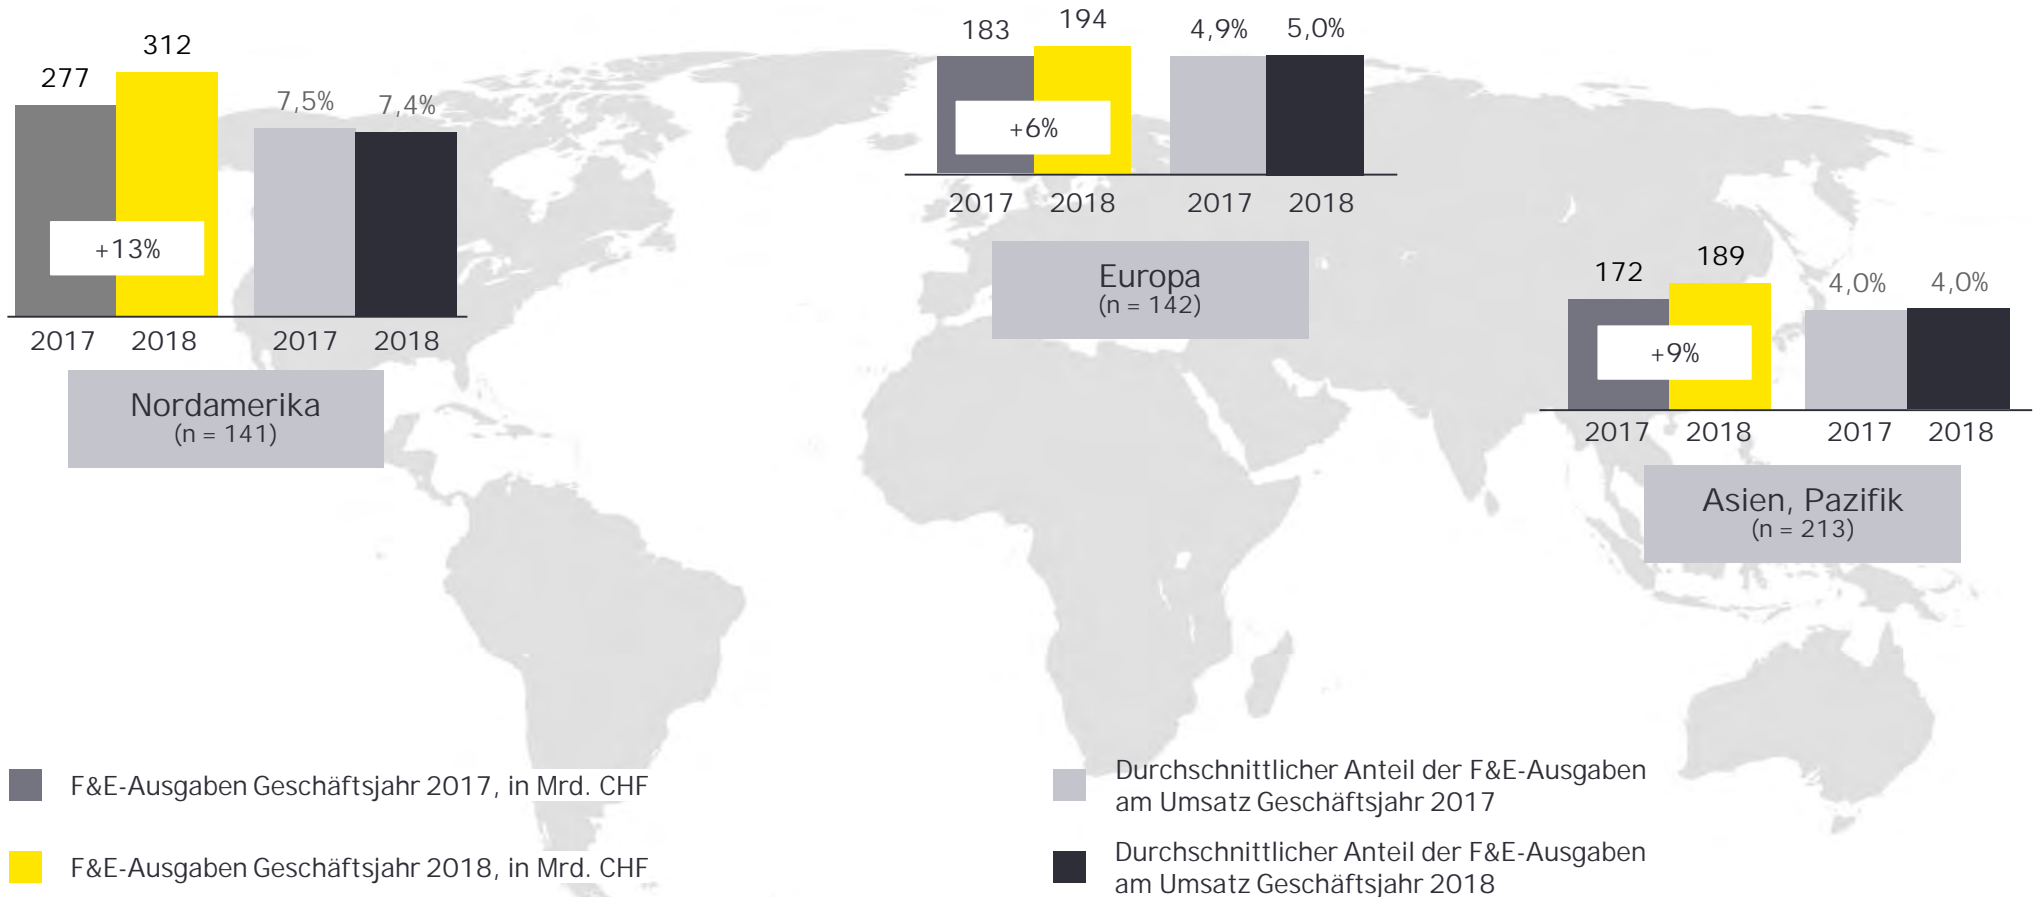 277
312
7,5%
7,4%
+13%
2017 2018 2017 2018
Nordamerika
(n = 141)
183
194
4,9%
5,0%
+6%
2017 2018 2017 2018
Europa
(n = 142)
172
189
4,0%
4,0%
+9%
2017 2018 2017 2018
Asien, Pazifik
(n = 213)
F&E-Ausgaben Geschäftsjahr 2017, in Mrd. CHF
F&E-Ausgaben Geschäftsjahr 2018, in Mrd. CHF
Durchschnittlicher Anteil der F&E-Ausgaben
am Umsatz Geschäftsjahr 2017
Durchschnittlicher Anteil der F&E-Ausgaben
am Umsatz Geschäftsjahr 2018